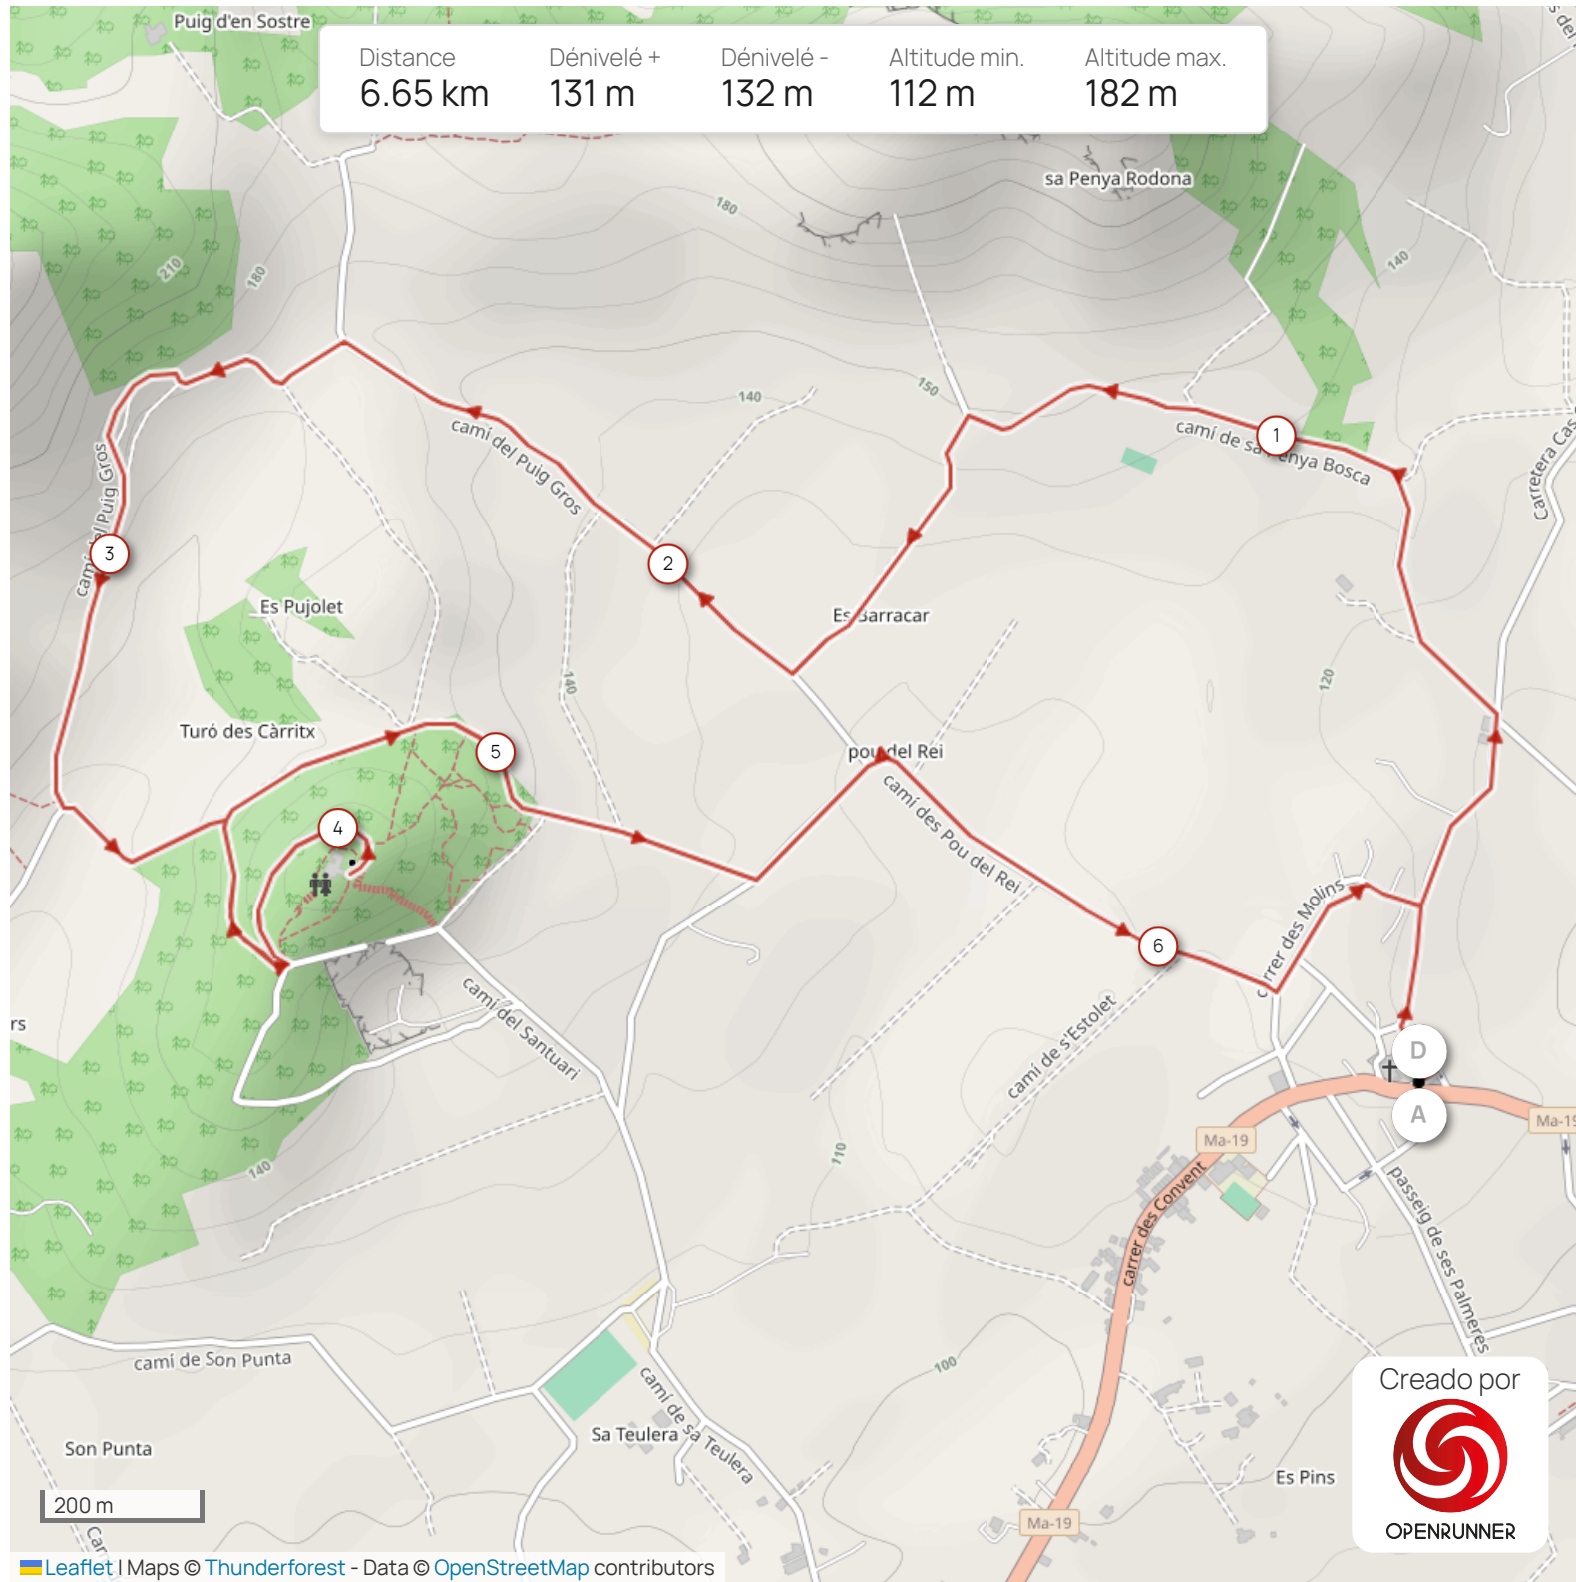 Puig d'en Sostre
Distance
6.65 km
Dénivelé +
131 m
Dénivelé -
132 m
Altitude min.
112 m
Altitude max.
182 m
sa Penya Rodona
180
210
180
140
150
140
camí del Puig Gros
camí de sa Penya Bosca
1
Carretera Cas
camí del Puig Gros
3
2
Es Pujolet
Es Barracar
140
120
Turó des Càrritx
5
pou del Rei
4
camí des Pou del Rei
carrer des Molins
6
camí del Santuari
rs
camí de s'Estolet
D
A
Ma-19
Ma-19
140
110
carrer des Convent
passeig de ses Palmeres
camí de Son Punta
100
camí de sa Teulera
Sa Teulera
Son Punta
Es Pins
Creado por
OPENRUNNER
200 m
Ma-19
Leaflet | Maps © Thunderforest - Data © OpenStreetMap contributors